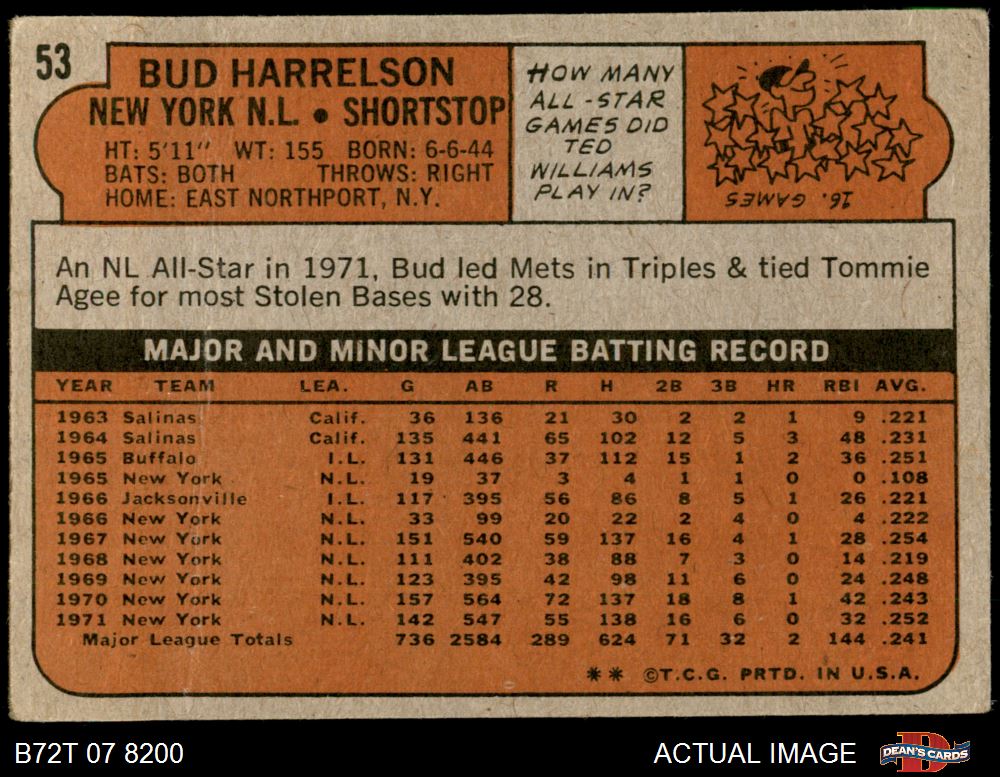 53
BUD HARRELSON
NEW YORK N.L. • SHORTSTOP
HT: 5'11" WT: 155 BORN: 6-6-44
BATS: BOTH THROWS: RIGHT
HOME: EAST NORTHPORT, N.Y.
HOW MANY
ALL-STAR
GAMES DID
TED
WILLIAMS
PLAY IN?
16. GAMES
An NL All-Star in 1971, Bud led Mets in Triples & tied Tommie
Agee for most Stolen Bases with 28.
MAJOR AND MINOR LEAGUE BATTING RECORD
YEAR TEAM LEA. G AB R H 2B 3B HR RBI AVG.
1963 Salinas Calif. 36 136 21 30 2 2 1 9 .221
1964 Salinas Calif. 135 441 65 102 12 5 3 48 .231
1965 Buffalo I.L. 131 446 37 112 15 1 2 36 .251
1965 New York N.L. 19 37 3 4 1 1 0 0 .108
1966 Jacksonville I.L. 117 395 56 86 8 5 1 26 .221
1966 New York N.L. 33 99 20 22 2 4 0 4 .222
1967 New York N.L. 151 540 59 137 16 4 1 28 .254
1968 New York N.L. 111 402 38 88 7 3 0 14 .219
1969 New York N.L. 123 395 42 98 11 6 0 24 .248
1970 New York N.L. 157 564 72 137 18 8 1 42 .243
1971 New York N.L. 142 547 55 138 16 6 0 32 .252
Major League Totals 736 2584 289 624 71 32 2 144 .241
** ©T.C.G. PRTD. IN U.S.A.
B72T 07 8200
ACTUAL IMAGE
DEAN'S CARDS